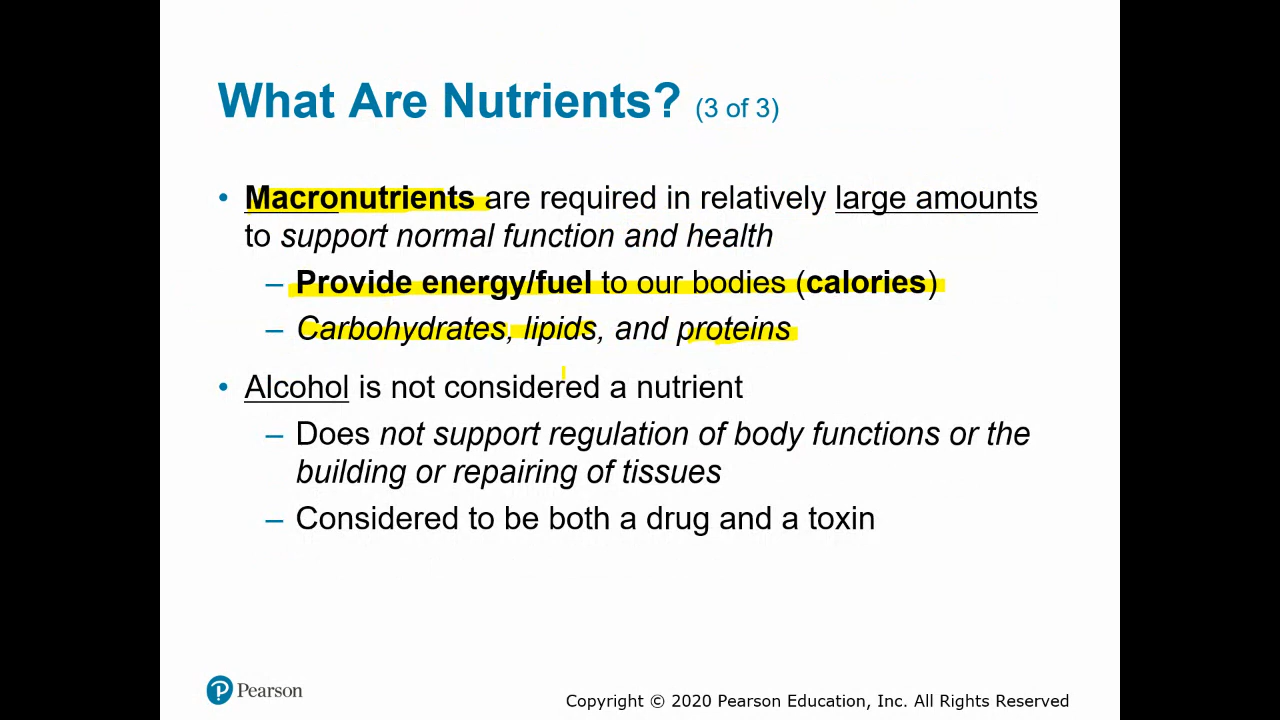 What Are Nutrients? (3 of 3)
• Macronutrients are required in relatively large amounts
to support normal function and health
– Provide energy/fuel to our bodies (calories)
– Carbohydrates, lipids, and proteins
• Alcohol is not considered a nutrient
– Does not support regulation of body functions or the
building or repairing of tissues
– Considered to be both a drug and a toxin
Pearson
Copyright © 2020 Pearson Education, Inc. All Rights Reserved